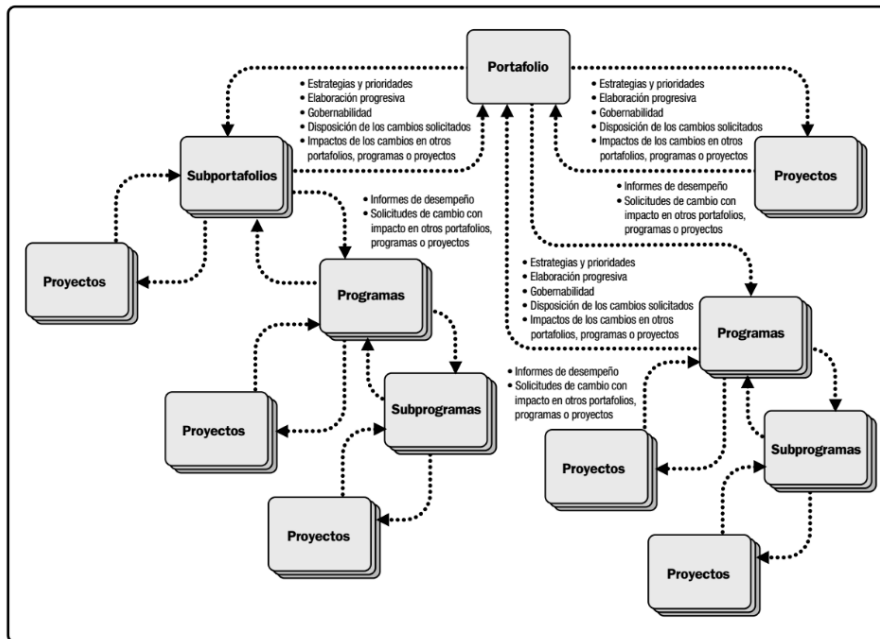 Portafolio
• Estrategias y prioridades
• Elaboración progresiva
• Gobernabilidad
• Disposición de los cambios solicitados
• Impactos de los cambios en otros
portafolios, programas o proyectos
• Estrategias y prioridades
• Elaboración progresiva
• Gobernabilidad
• Disposición de los cambios solicitados
• Impactos de los cambios en otros
portafolios, programas o proyectos
Subportafolios
Proyectos
• Informes de desempeño
• Solicitudes de cambio con
impacto en otros portafolios,
programas o proyectos
• Informes de desempeño
• Solicitudes de cambio con
impacto en otros portafolios,
programas o proyectos
Proyectos
Programas
• Estrategias y prioridades
• Elaboración progresiva
• Gobernabilidad
• Disposición de los cambios solicitados
• Impactos de los cambios en otros
portafolios, programas o proyectos
Programas
• Informes de desempeño
• Solicitudes de cambio con
impacto en otros portafolios,
programas o proyectos
Proyectos
Subprogramas
Proyectos
Subprogramas
Proyectos
Proyectos